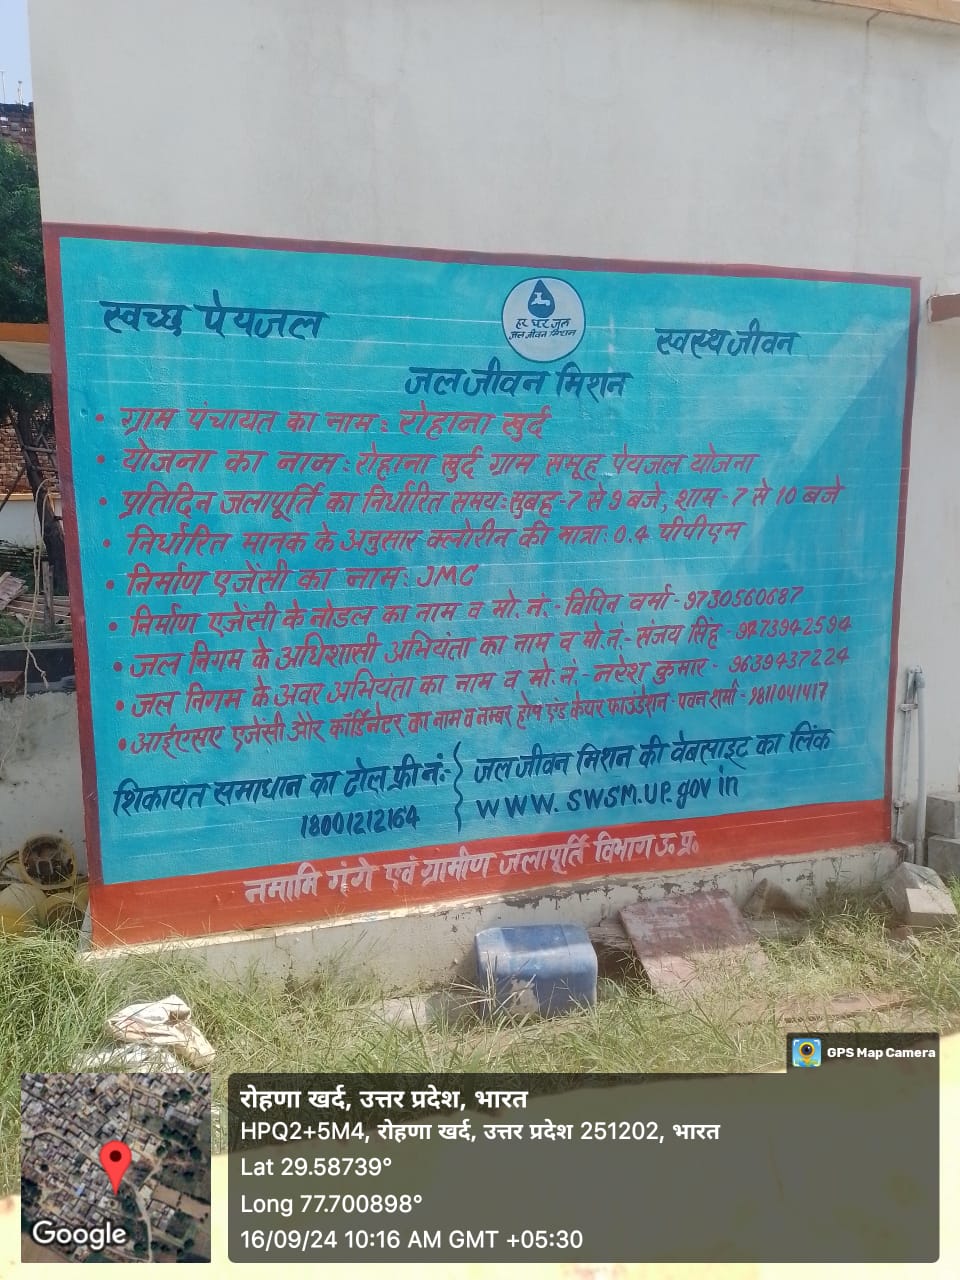 स्वच्छ पेयजल
हर घर जल
जल जीवन मिशन
स्वस्थ जीवन
जल जीवन मिशन
• ग्राम पंचायत का नाम: रोहाना खुर्द
• योजना का नाम: रोहाना खुर्द ग्राम समूह पेयजल योजना
• प्रतिदिन जलापूर्ति का निर्धारित समय: सुबह-7 से 9 बजे, शाम-7 से 10 बजे
• निर्धारित मानक के अनुसार क्लोरीन की मात्रा: 0.4 पीपीएम
• निर्माण एजेंसी का नाम: JMC
• निर्माण एजेंसी के नोडल का नाम व मो.नं.- विपिन वर्मा-9730560687
• जल निगम के अधिशासी अभियंता का नाम व मो.नं.- संजय सिंह-9473942594
• जल निगम के अवर अभियंता का नाम व मो.नं.- नरेश कुमार-9639437224
• आईएसए एजेंसी और कॉर्डिनेटर का नाम व नम्बर होप एंड केयर फाउंडेशन-पवन शर्मा-9811041417
शिकायत समाधान का टोल फ्री नं:-
18001212164
जल जीवन मिशन की वेबसाइट का लिंक
www.swsm.up.gov in
नमामि गंगे एवं ग्रामीण जलापूर्ति विभाग उ.प्र.
GPS Map Camera
रोहणा खर्द, उत्तर प्रदेश, भारत
HPQ2+5M4, रोहणा खर्द, उत्तर प्रदेश 251202, भारत
Lat 29.58739°
Long 77.700898°
16/09/24 10:16 AM GMT +05:30
Google